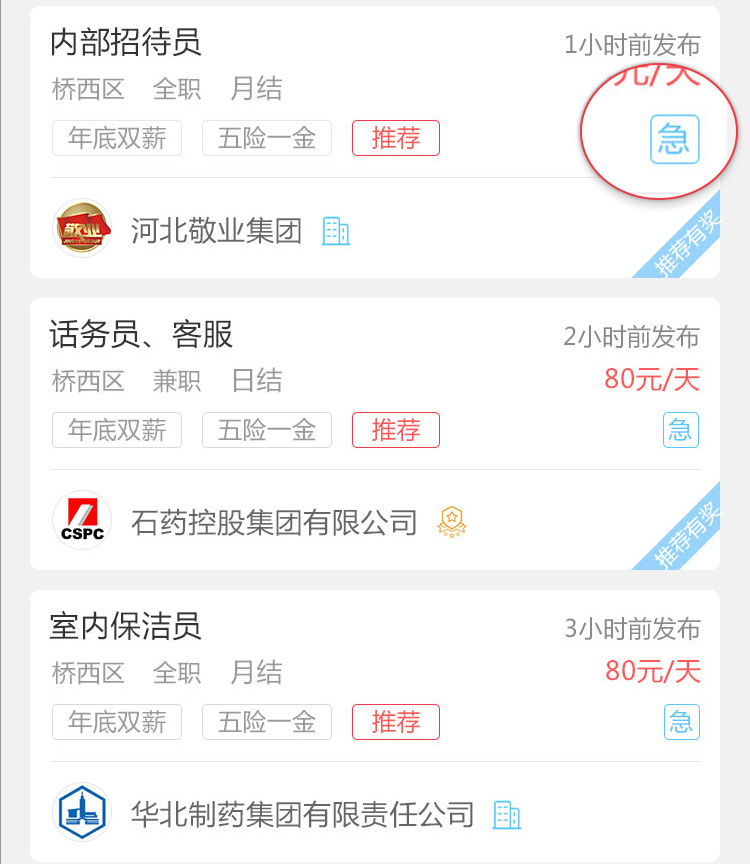 内部招待员
1小时前发布
桥西区 全职 月结
元/天
年底双薪 五险一金 推荐
急
敬业
JINGYE GROUP
河北敬业集团
推荐有奖
话务员、客服
2小时前发布
桥西区 兼职 日结
80元/天
年底双薪 五险一金 推荐
急
CSPC
石药控股集团有限公司
推荐有奖
室内保洁员
3小时前发布
桥西区 全职 月结
80元/天
年底双薪 五险一金 推荐
急
华北制药集团有限责任公司